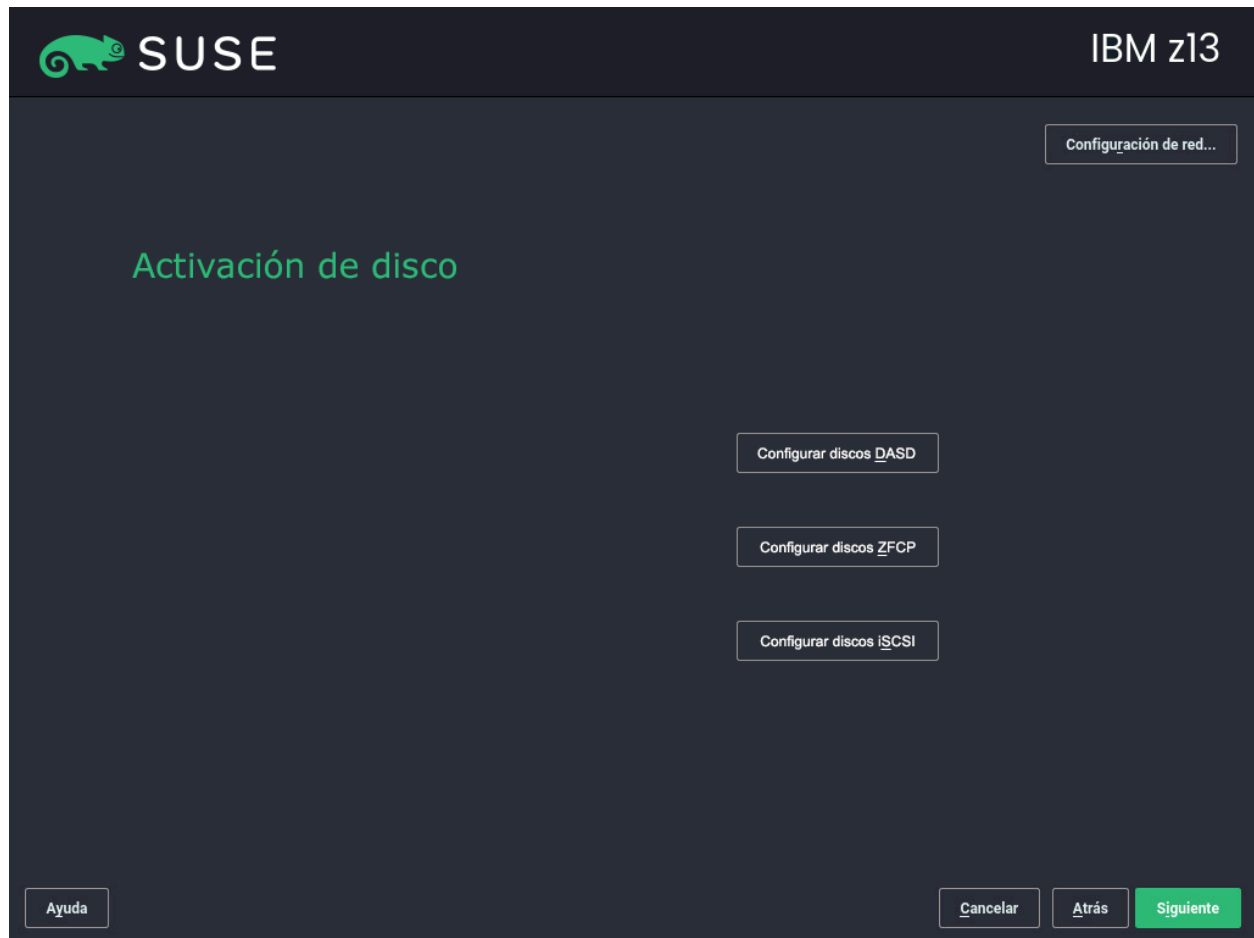 SUSE
IBM z13
Configuración de red...
Activación de disco
Configurar discos DASD
Configurar discos ZFCP
Configurar discos iSCSI
Ayuda
Cancelar
Atrás
Siguiente